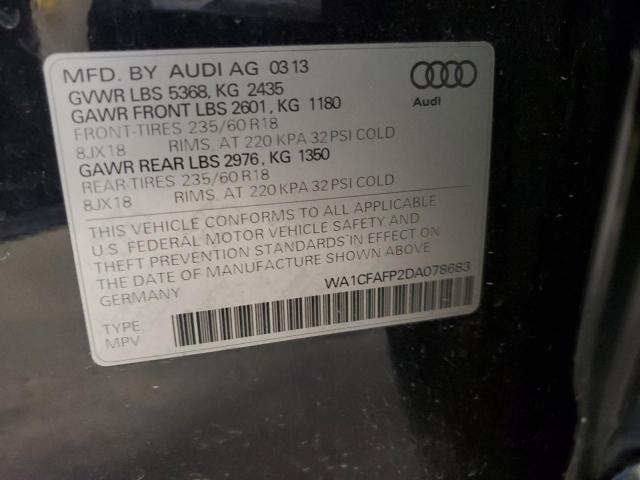 MFD. BY AUDI AG 03 13
GVWR LBS 5368, KG 2435
GAWR FRONT LBS 2601, KG 1180
FRONT-TIRES 235/60 R18
8JX18 RIMS, AT 220 KPA 32 PSI COLD
GAWR REAR LBS 2976, KG 1350
REAR-TIRES 235/60 R18
8JX18 RIMS, AT 220 KPA 32 PSI COLD
Audi
THIS VEHICLE CONFORMS TO ALL APPLICABLE
U.S. FEDERAL MOTOR VEHICLE SAFETY AND
THEFT PREVENTION STANDARDS IN EFFECT ON
THE DATE OF MANUFACTURE SHOWN ABOVE
GERMANY
WA1CFAFP2DA078683
TYPE
MPV